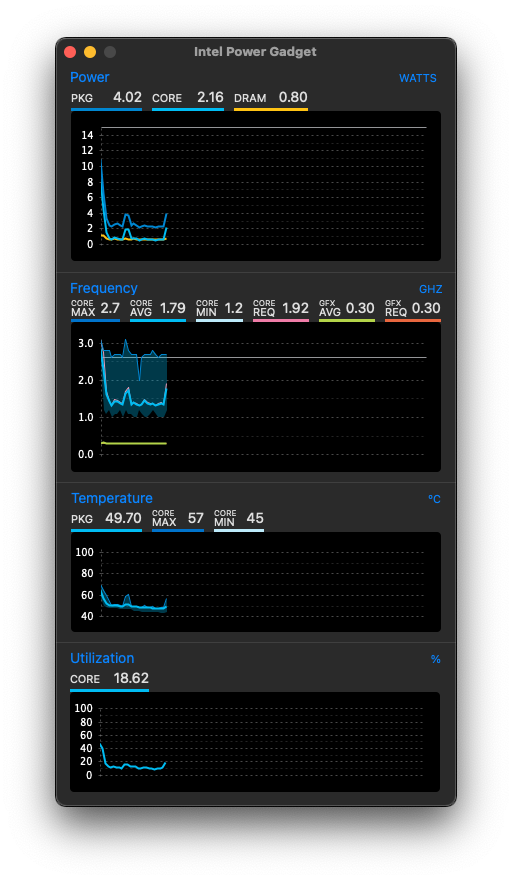 Intel Power Gadget
Power WATTS
PKG 4.02 CORE 2.16 DRAM 0.80
14
12
10
8
6
4
2
0
Frequency GHZ
CORE MAX 2.7 CORE AVG 1.79 CORE MIN 1.2 CORE REQ 1.92 GFX AVG 0.30 GFX REQ 0.30
3.0
2.0
1.0
0.0
Temperature °C
PKG 49.70 CORE MAX 57 CORE MIN 45
100
80
60
40
Utilization %
CORE 18.62
100
80
60
40
20
0